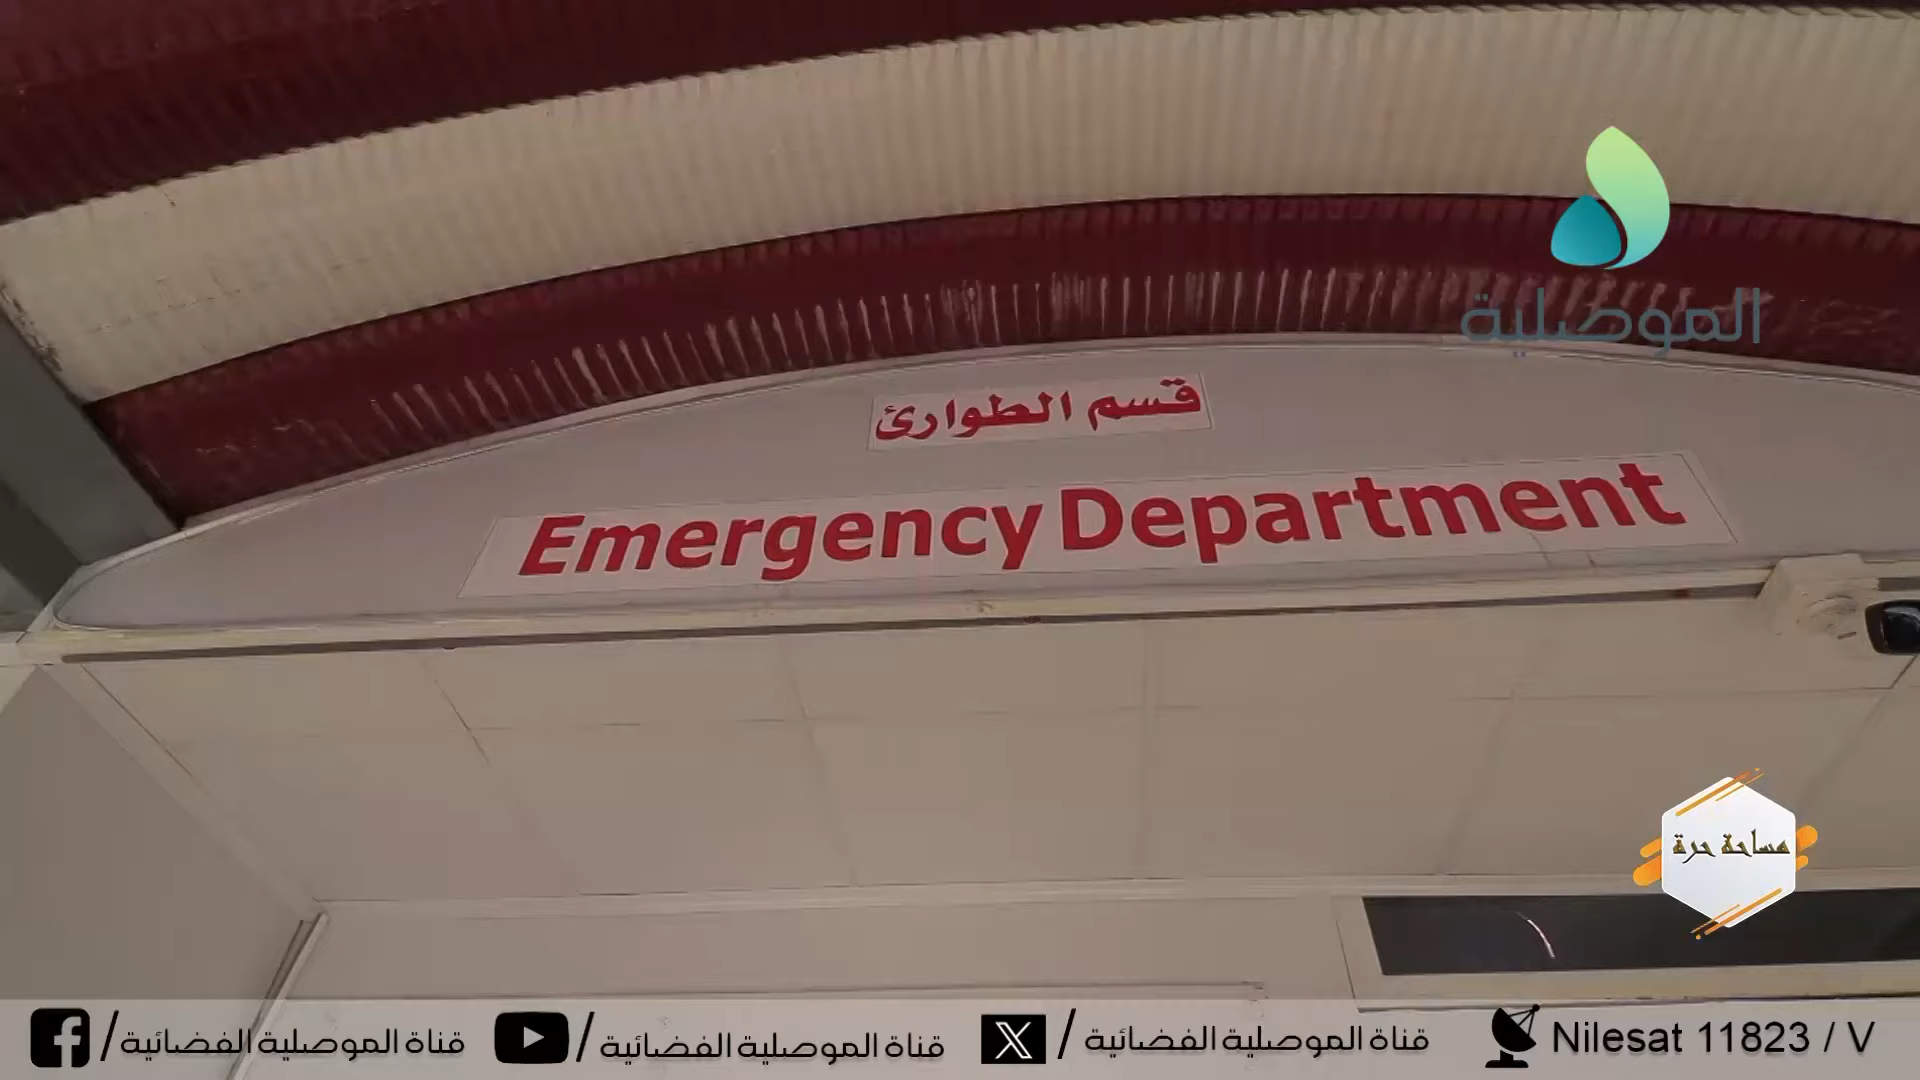 الموصلية
قسم الطوارئ
Emergency Department
مساحة حرة
/قناة الموصلية الفضائية
/قناة الموصلية الفضائية
/قناة الموصلية الفضائية
Nilesat 11823 / V